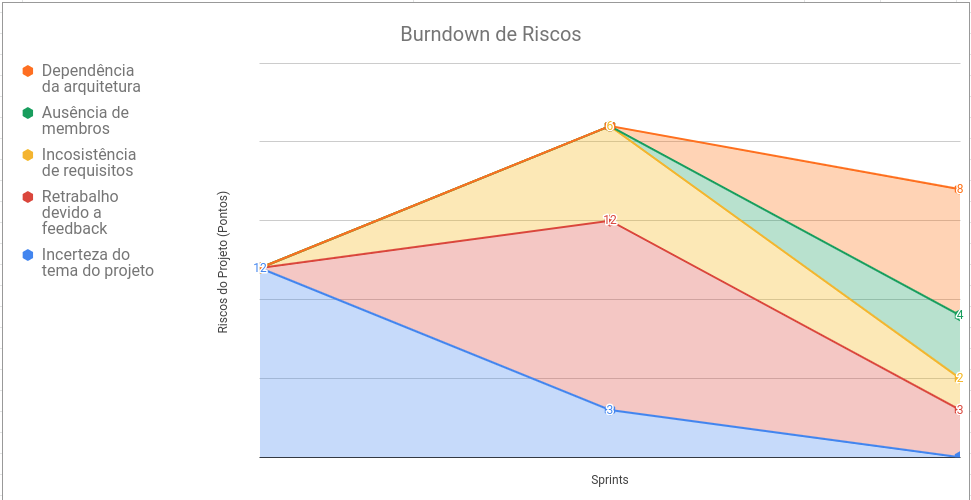 Burndown de Riscos
Dependência
da arquitetura
Ausência de
membros
Incosistência
de requisitos
Retrabalho
devido a
feedback
Incerteza do
tema do projeto
Riscos do Projeto (Pontos)
6
8
12
12
4
2
3
3
Sprints